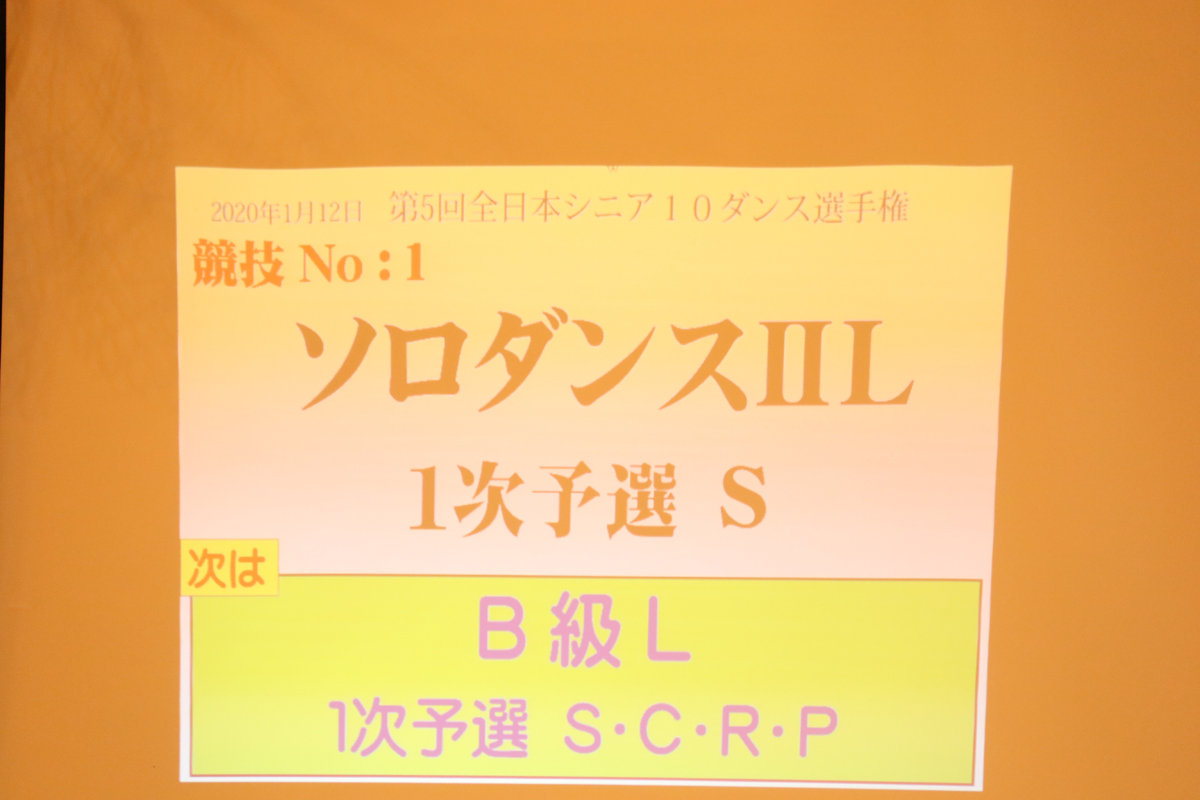 2020年1月12日 第5回全日本シニア１０ダンス選手権
競技 No：1
ソロダンスⅡL
1次予選 S
次は
B級L
1次予選 S・C・R・P